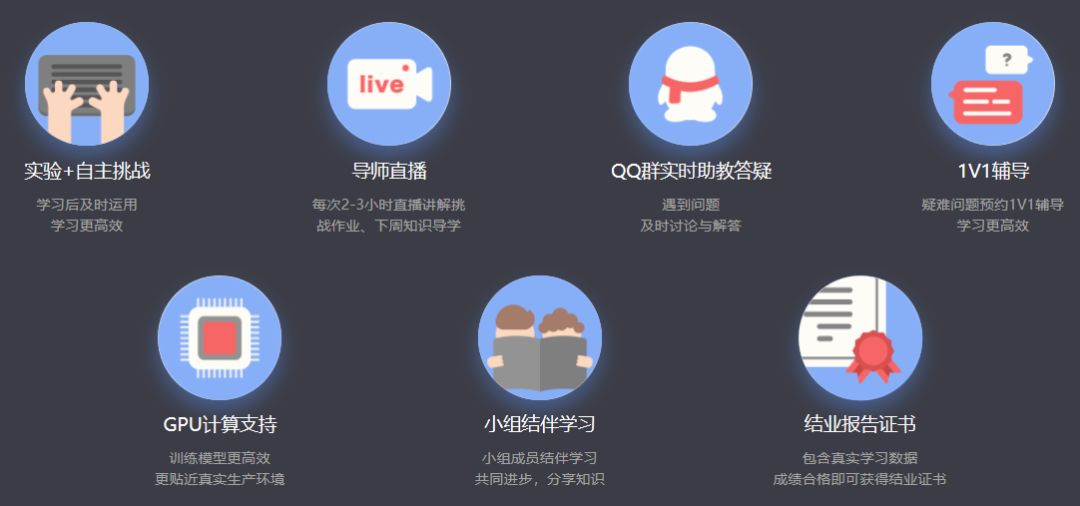 live
?
实验+自主挑战
导师直播
QQ群实时助教答疑
1V1辅导
学习后及时运用
学习更高效
每次2-3小时直播讲解挑
战作业、下周知识导学
遇到问题
及时讨论与解答
疑难问题预约1V1辅导
学习更高效
GPU计算支持
小组结伴学习
结业报告证书
训练模型更高效
更贴近真实生产环境
小组成员结伴学习
共同进步，分享知识
包含真实学习数据
成绩合格即可获得结业证书